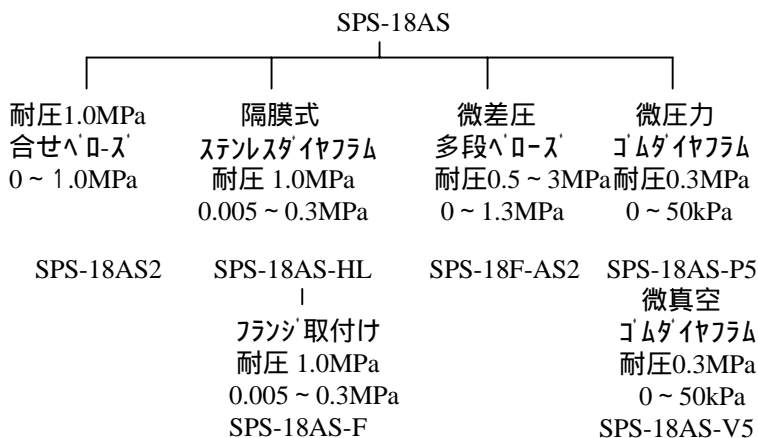 SPS-18AS
耐圧1.0MPa
合せﾍﾞﾛ-ｽﾞ
0～１.0MPa
SPS-18AS2
隔膜式
ｽﾃﾝﾚｽﾀﾞｲﾔﾌﾗﾑ
耐圧 1.0MPa
0.005～0.3MPa
SPS-18AS-HL
ﾌﾗﾝｼﾞ取付け
耐圧 1.0MPa
0.005～0.3MPa
SPS-18AS-F
微差圧
多段ﾍﾞﾛｰｽﾞ
耐圧0.5～3MPa
0～1.3MPa
SPS-18F-AS2
微圧力
ｺﾞﾑﾀﾞｲﾔﾌﾗﾑ
耐圧0.3MPa
0～50kPa
SPS-18AS-P5
微真空
ｺﾞﾑﾀﾞｲﾔﾌﾗﾑ
耐圧0.3MPa
0～50kPa
SPS-18AS-V5